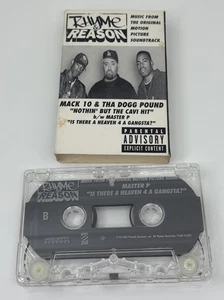 RHYME & REASON
MUSIC FROM
THE ORIGINAL
MOTION
PICTURE
SOUNDTRACK
MACK 10 & THA DOGG POUND
"NOTHIN' BUT THE CAVI HIT"
b/w MASTER P
"IS THERE A HEAVEN 4 A GANGSTA?"
PARENTAL
ADVISORY
EXPLICIT CONTENT
RHYME & REASON
MASTER P
"IS THERE A HEAVEN 4 A GANGSTA?"
B